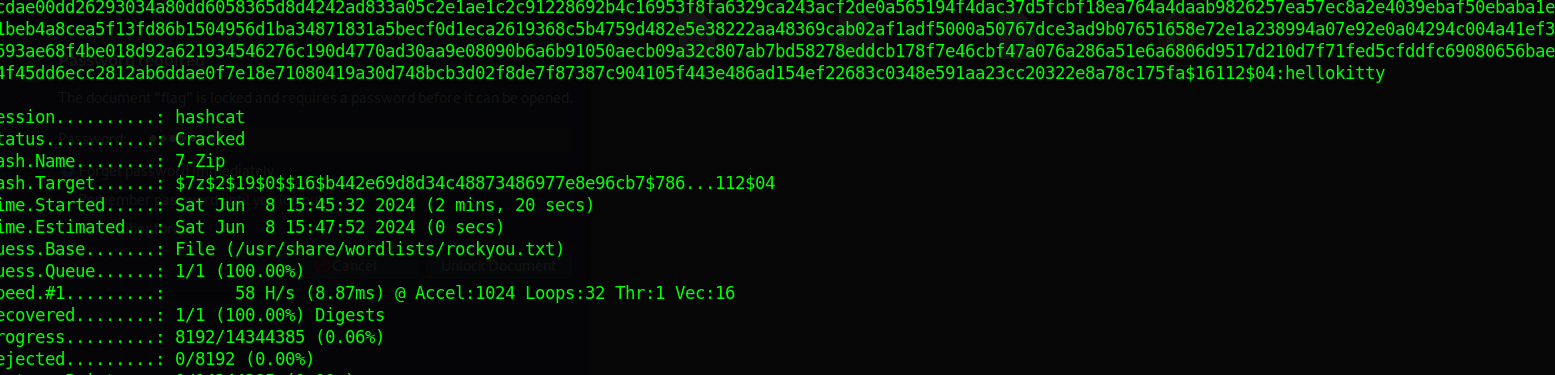 cdae00dd26293034a80dd6058365d8d4242ad833a05c2e1ae1c2c91228692b4c16953f8fa6329ca243acf2de0a565194f4dac37d5fcbf18ea764a4daab9826257ea57ec8a2e4039ebaf50ebaba1e
1beb4a8cea5f13fd86b1504956d1ba34871831a5becf0d1eca2619368c5b4759d482e5e38222aa48369cab02af1adf5000a50767dce3ad9b07651658e72e1a238994a07e92e0a04294c004a41ef3
593ae68f4be018d92a621934546276c190d4770ad30aa9e08090b6a6b91050aecb09a32c807ab7bd58278eddcb178f7e46cbf47a076a286a51e6a6806d9517d210d7f71fed5cfddfc69080656bae
4f45dd6ecc2812ab6ddae0f7e18e71080419a30d748bcb3d02f8de7f87387c904105f443e486ad154ef22683c0348e591aa23cc20322e8a78c175fa$16112$04:hellokitty
The document "flag" is locked and requires a password before it can be opened.
ession..........: hashcat
tatus...........: Cracked
Password
ash.Name........: 7-Zip
ash.Target......: $7z$2$19$0$$16$b442e69d8d34c48873486977e8e96cb7$786...112$04
ime.Started.....: Sat Jun  8 15:45:32 2024 (2 mins, 20 secs)
ime.Estimated...: Sat Jun  8 15:47:52 2024 (0 secs)
uess.Base.......: File (/usr/share/wordlists/rockyou.txt)
uess.Queue......: 1/1 (100.00%)
Cancel Unlock Document
peed.#1.........:       58 H/s (8.87ms) @ Accel:1024 Loops:32 Thr:1 Vec:16
ecovered........: 1/1 (100.00%) Digests
rogress.........: 8192/14344385 (0.06%)
ejected.........: 0/8192 (0.00%)